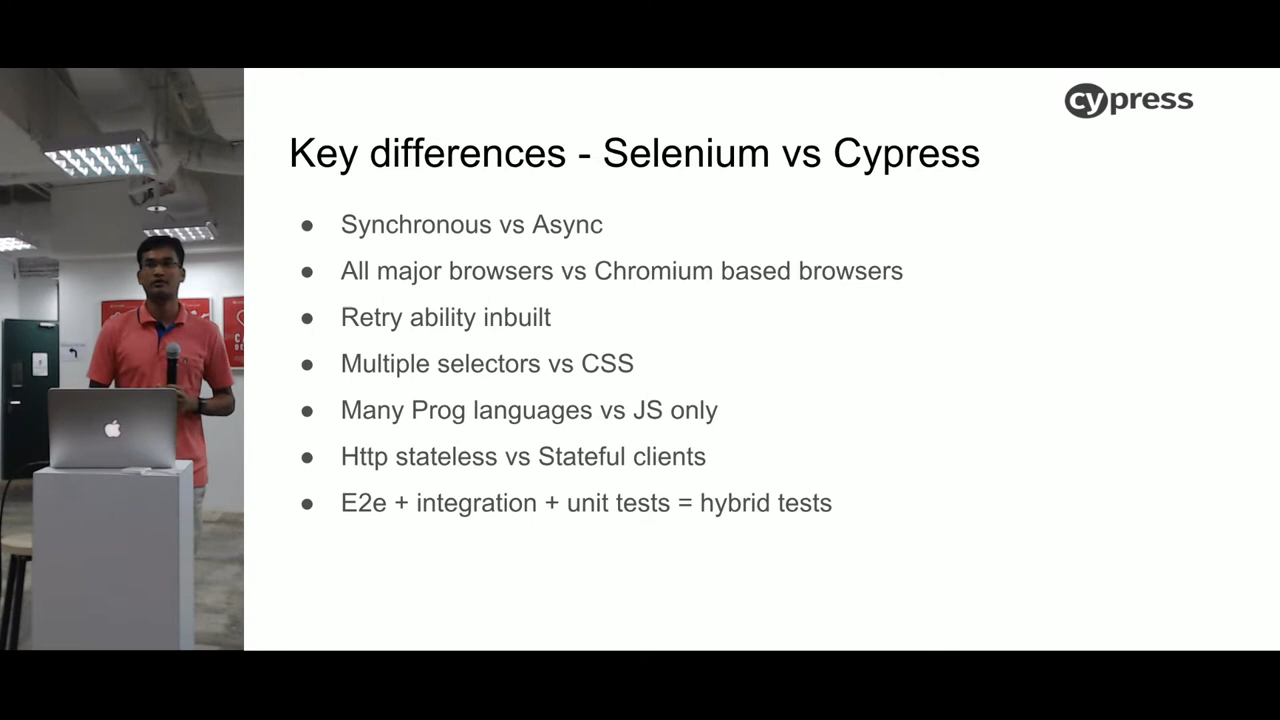 cypress
Key differences - Selenium vs Cypress
● Synchronous vs Async
● All major browsers vs Chromium based browsers
● Retry ability inbuilt
● Multiple selectors vs CSS
● Many Prog languages vs JS only
● Http stateless vs Stateful clients
● E2e + integration + unit tests = hybrid tests